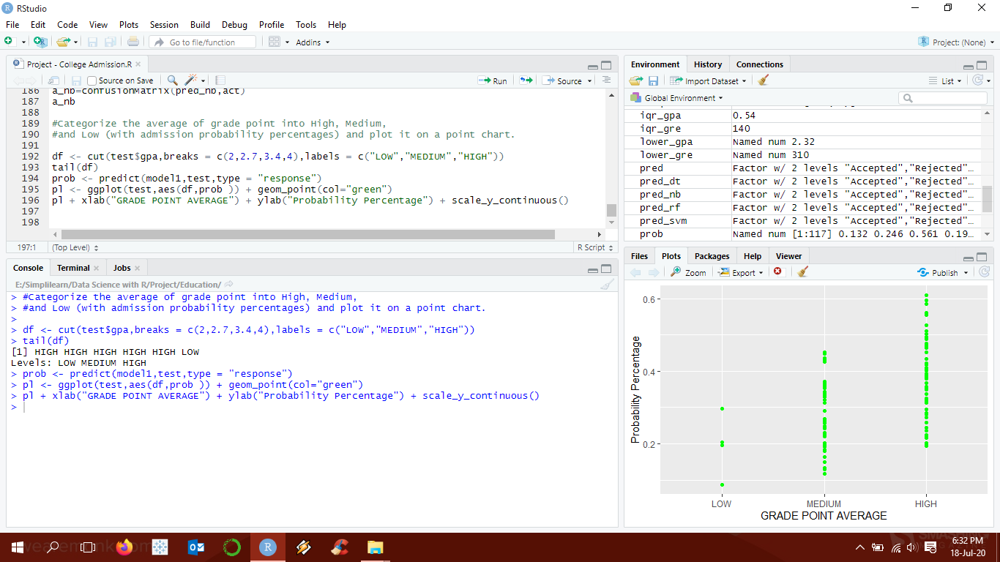 RStudio
File Edit Code View Plots Session Build Debug Profile Tools Help
Go to file/function Addins Project: (None)
Project - College Admission.R
Source on Save Run Source
186 a_nb=confusionMatrix(pred_nb,act)
187 a_nb
188
189 #Categorize the average of grade point into High, Medium,
190 #and Low (with admission probability percentages) and plot it on a point chart.
191
192 df <- cut(test$gpa,breaks = c(2,2.7,3.4,4),labels = c("LOW","MEDIUM","HIGH"))
193 tail(df)
194 prob <- predict(model1,test,type = "response")
195 pl <- ggplot(test,aes(df,prob )) + geom_point(col="green")
196 pl + xlab("GRADE POINT AVERAGE") + ylab("Probability Percentage") + scale_y_continuous()
197
198
197:1 (Top Level) R Script
Console Terminal Jobs
E:/Simplilearn/Data Science with R/Project/Education/
> #Categorize the average of grade point into High, Medium,
> #and Low (with admission probability percentages) and plot it on a point chart.
>
> df <- cut(test$gpa,breaks = c(2,2.7,3.4,4),labels = c("LOW","MEDIUM","HIGH"))
> tail(df)
[1] HIGH HIGH HIGH HIGH HIGH LOW
Levels: LOW MEDIUM HIGH
> prob <- predict(model1,test,type = "response")
> pl <- ggplot(test,aes(df,prob )) + geom_point(col="green")
> pl + xlab("GRADE POINT AVERAGE") + ylab("Probability Percentage") + scale_y_continuous()
>
Environment History Connections
Import Dataset List
Global Environment
iqr_gpa 0.54
iqr_gre 140
lower_gpa Named num 2.32
lower_gre Named num 310
pred Factor w/ 2 levels "Accepted","Rejected"…
pred_dt Factor w/ 2 levels "Accepted","Rejected"…
pred_nb Factor w/ 2 levels "Accepted","Rejected"…
pred_rf Factor w/ 2 levels "Accepted","Rejected"…
pred_svm Factor w/ 2 levels "Accepted","Rejected"…
prob Named num [1:117] 0.132 0.246 0.561 0.19…
Files Plots Packages Help Viewer
Zoom Export Publish
0.6
0.4
0.2
Probability Percentage
LOW MEDIUM HIGH
GRADE POINT AVERAGE
6:32 PM
18-Jul-20